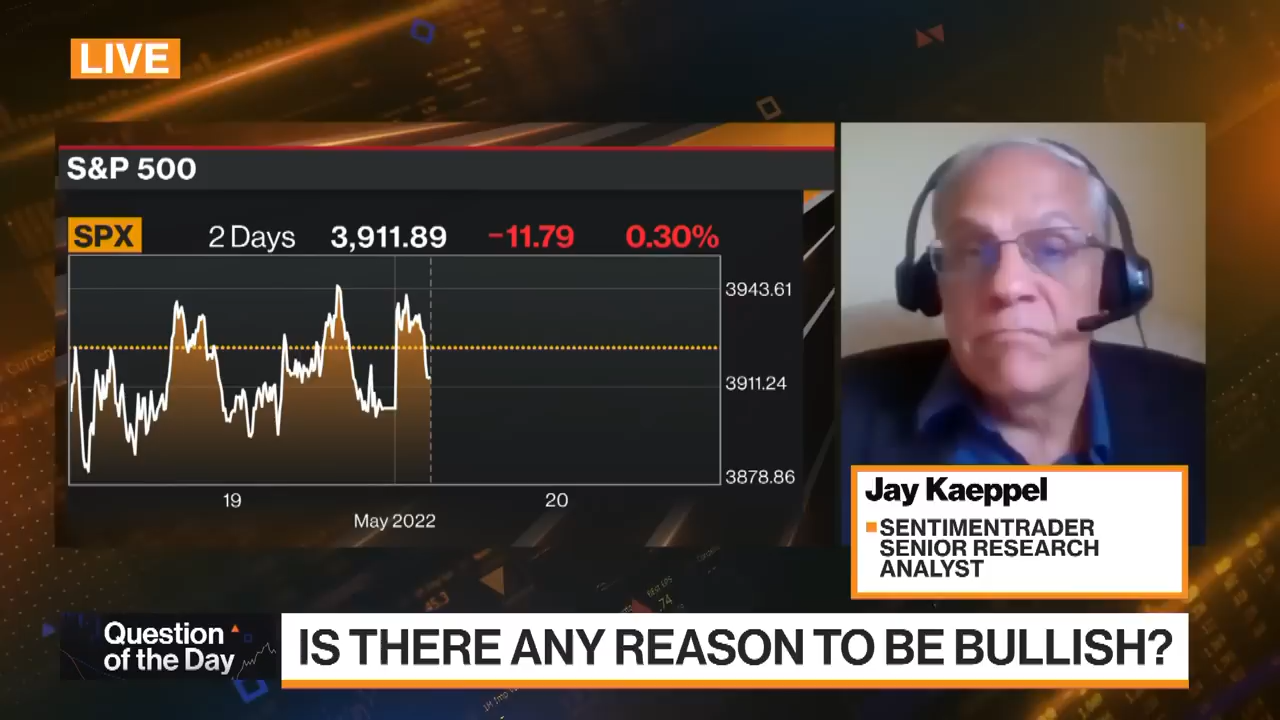 LIVE
S&P 500
SPX 2 Days 3,911.89 −11.79 0.30%
3943.61
3911.24
3878.86
19 20
May 2022
Jay Kaeppel
SENTIMENTRADER
SENIOR RESEARCH
ANALYST
Question
of the Day
IS THERE ANY REASON TO BE BULLISH?